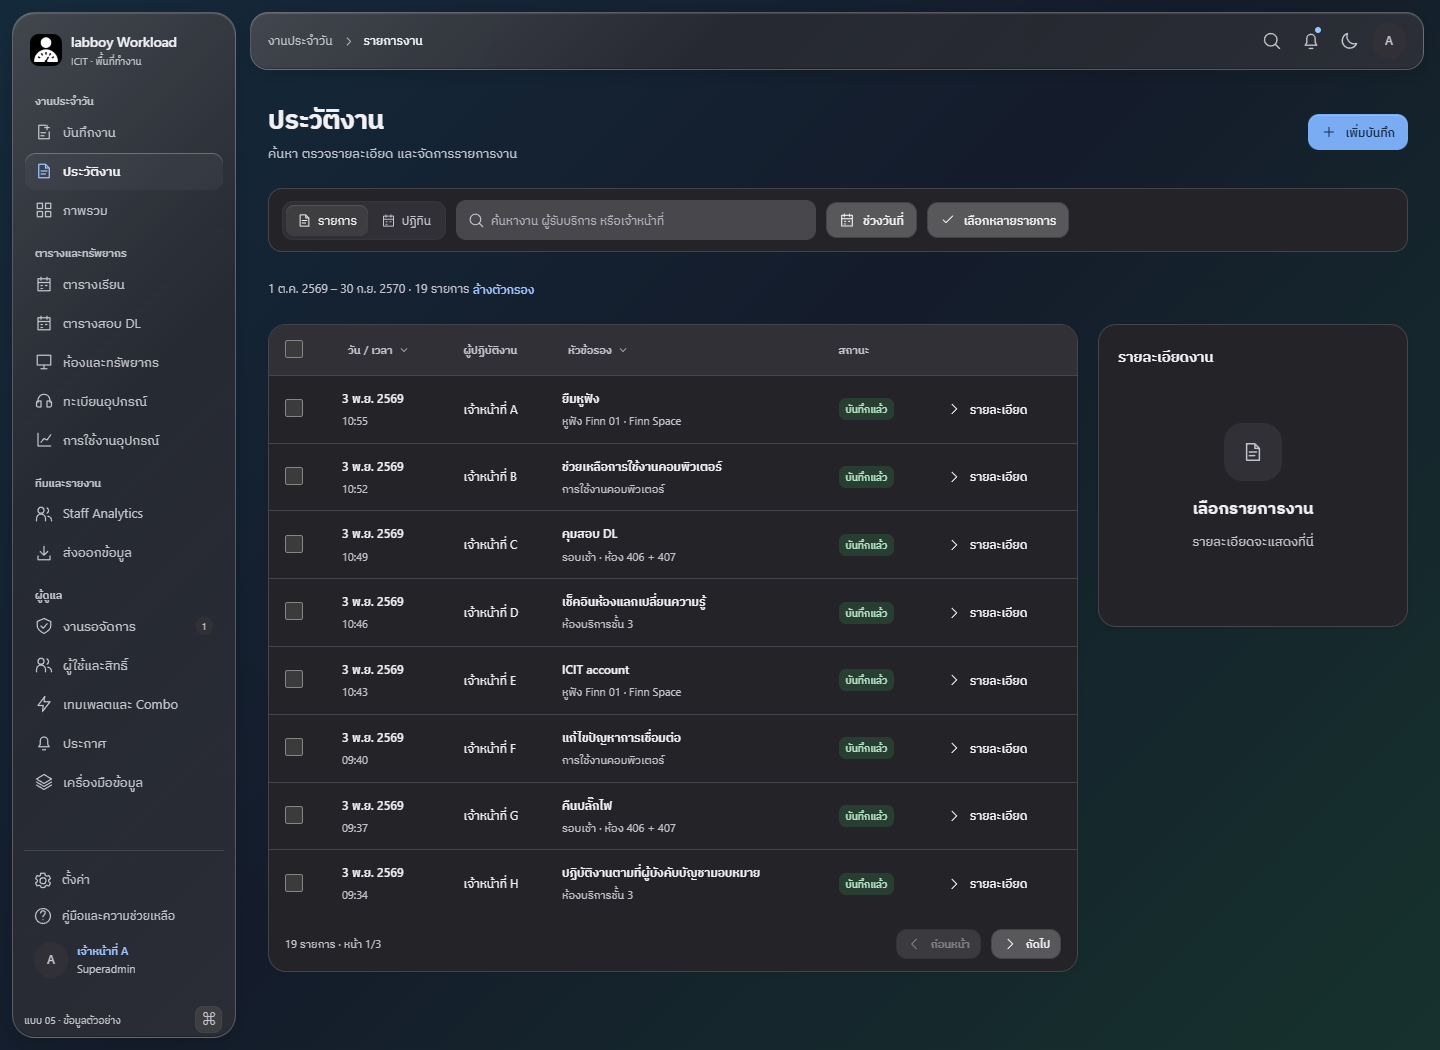 labboy Workload
ICIT - พื้นที่ทำงาน
งานประจำวัน
บันทึกงาน
ประวัติงาน
ภาพรวม
ตารางและทรัพยากร
ตารางเรียน
ตารางสอบ DL
ห้องและทรัพยากร
ทะเบียนอุปกรณ์
การใช้งานอุปกรณ์
ทีมและรายงาน
Staff Analytics
ส่งออกข้อมูล
ผู้ดูแล
งานรอจัดการ 1
ผู้ใช้และสิทธิ์
เทมเพลตและ Combo
ประกาศ
เครื่องมือข้อมูล
ตั้งค่า
คู่มือและความช่วยเหลือ
A เจ้าหน้าที่ A
Superadmin
แบบ 05 - ข้อมูลตัวอย่าง ⌘
งานประจำวัน > รายการงาน
A
ประวัติงาน
ค้นหา ตรวจรายละเอียด และจัดการรายการงาน
+ เพิ่มบันทึก
รายการ ปฏิทิน ค้นหางาน ผู้รับบริการ หรือเจ้าหน้าที่ ช่วงวันที่ เลือกหลายรายการ
1 ต.ค. 2569 – 30 ก.ย. 2570 · 19 รายการ ล้างตัวกรอง
วัน / เวลา ผู้ปฏิบัติงาน หัวข้อรอง สถานะ
3 พ.ย. 2569 ยืมหูฟัง
เจ้าหน้าที่ A บันทึกแล้ว รายละเอียด
10:55 หูฟัง Finn 01 · Finn Space
3 พ.ย. 2569 ช่วยเหลือการใช้งานคอมพิวเตอร์
เจ้าหน้าที่ B บันทึกแล้ว รายละเอียด
10:52 การใช้งานคอมพิวเตอร์
3 พ.ย. 2569 คุมสอบ DL
เจ้าหน้าที่ C บันทึกแล้ว รายละเอียด
10:49 รอบเช้า · ห้อง 406 + 407
3 พ.ย. 2569 เช็คอินห้องแลกเปลี่ยนความรู้
เจ้าหน้าที่ D บันทึกแล้ว รายละเอียด
10:46 ห้องบริการชั้น 3
3 พ.ย. 2569 ICIT account
เจ้าหน้าที่ E บันทึกแล้ว รายละเอียด
10:43 หูฟัง Finn 01 · Finn Space
3 พ.ย. 2569 แก้ไขปัญหาการเชื่อมต่อ
เจ้าหน้าที่ F บันทึกแล้ว รายละเอียด
09:40 การใช้งานคอมพิวเตอร์
3 พ.ย. 2569 คืนปลั๊กไฟ
เจ้าหน้าที่ G บันทึกแล้ว รายละเอียด
09:37 รอบเช้า · ห้อง 406 + 407
3 พ.ย. 2569 ปฏิบัติงานตามที่ผู้บังคับบัญชามอบหมาย
เจ้าหน้าที่ H บันทึกแล้ว รายละเอียด
09:34 ห้องบริการชั้น 3
19 รายการ · หน้า 1/3 ก่อนหน้า ถัดไป
รายละเอียดงาน
เลือกรายการงาน
รายละเอียดจะแสดงที่นี่